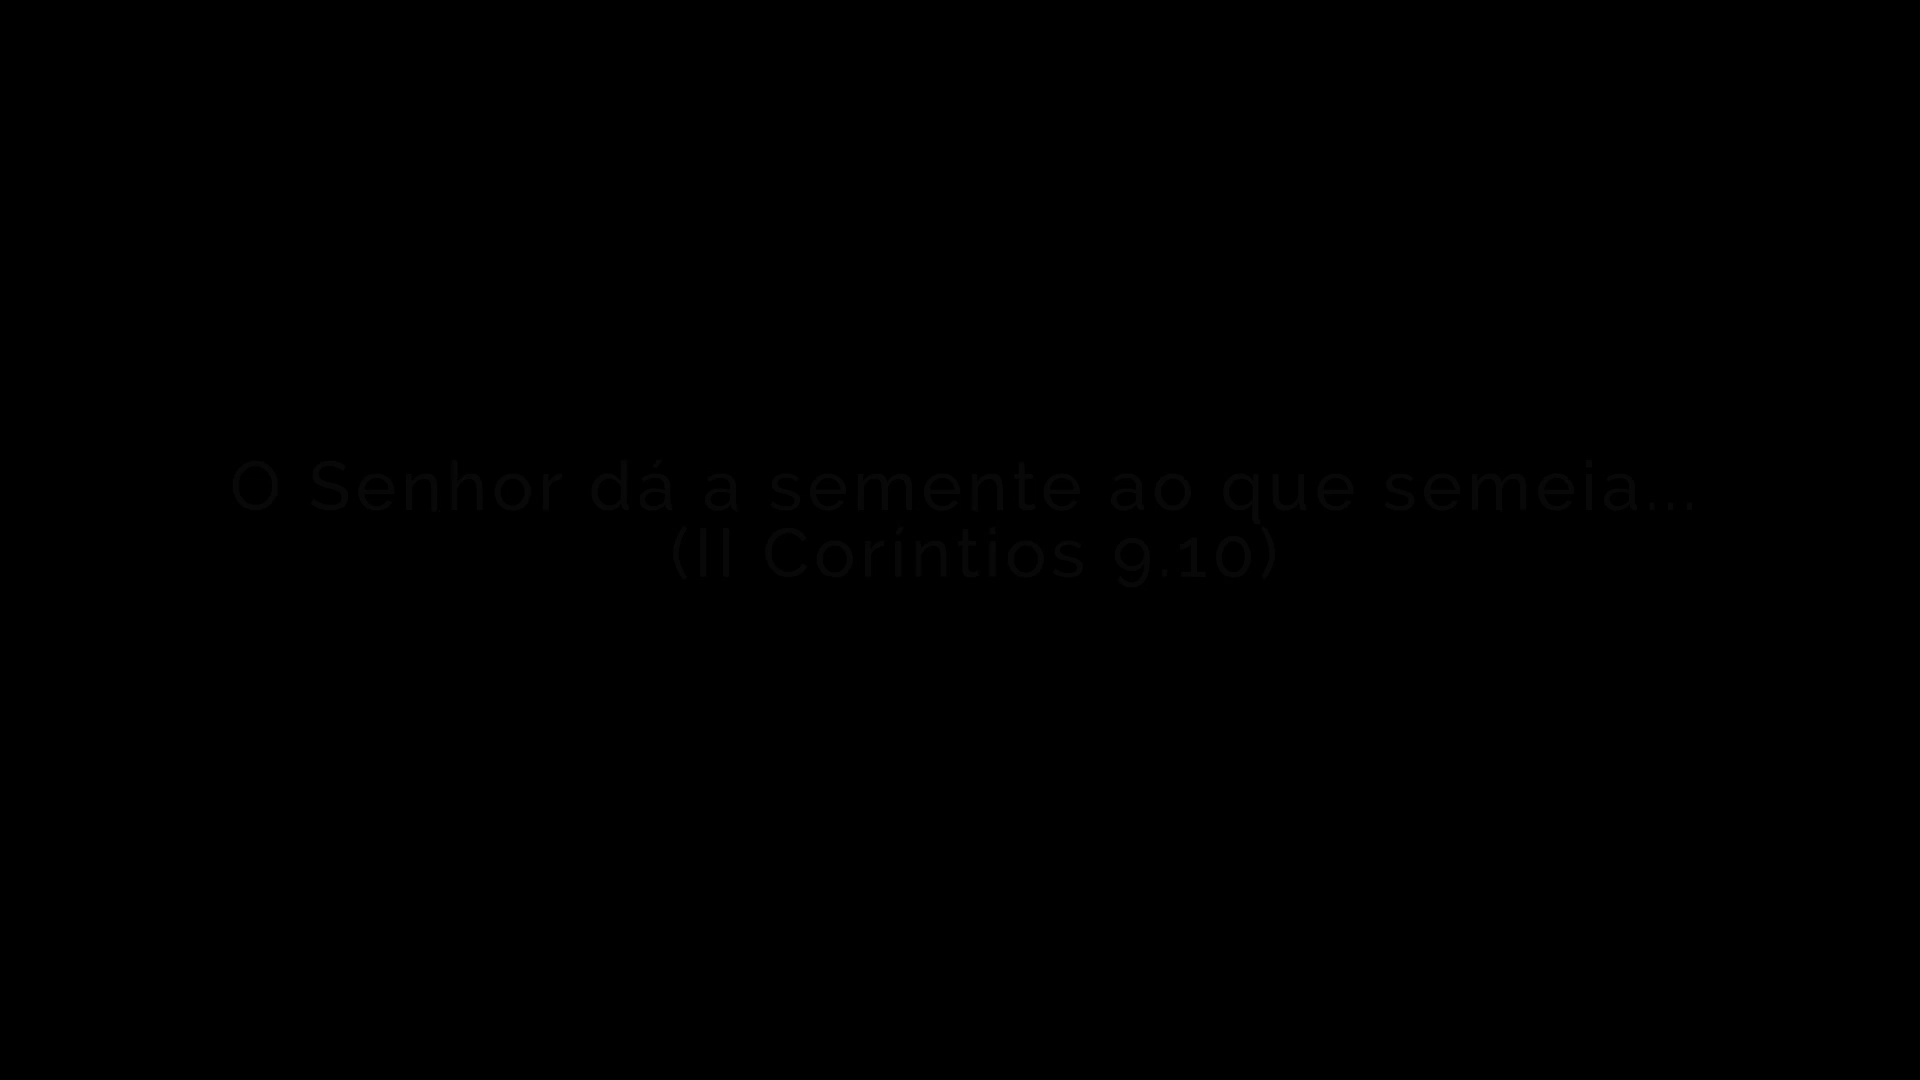 O Senhor dá a semente ao que semeia...
(II Coríntios 9.10)